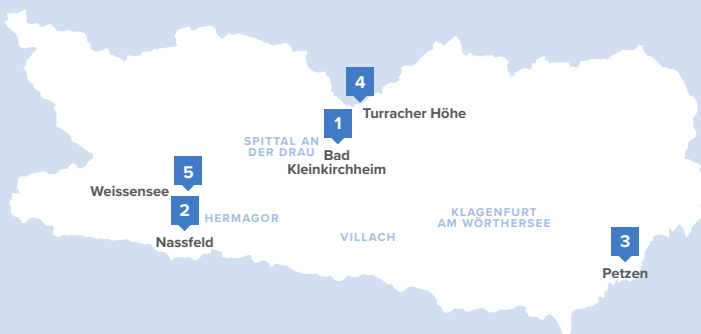 4
Turracher Höhe
1
Bad
Kleinkirchheim
SPITTAL AN
DER DRAU
5
Weissensee
2
HERMAGOR
Nassfeld
VILLACH
KLAGENFURT
AM WÖRTHERSEE
3
Petzen